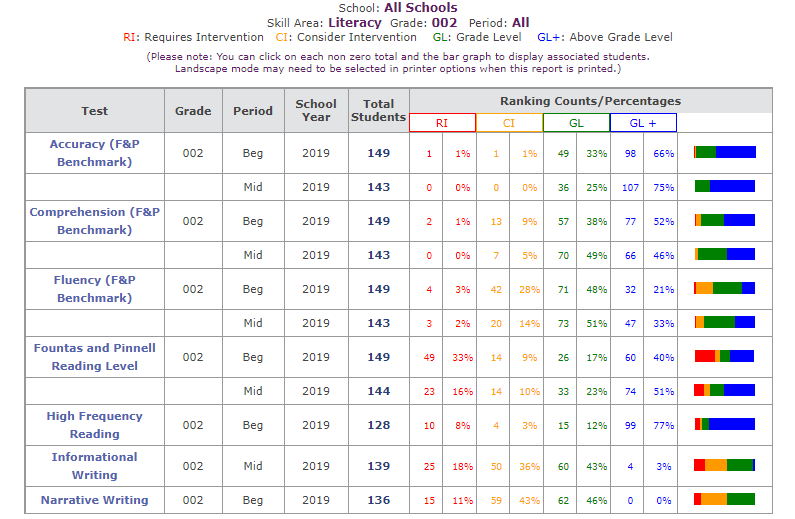 School: All Schools
Skill Area: Literacy Grade: 002 Period: All
RI: Requires Intervention CI: Consider Intervention GL: Grade Level GL+: Above Grade Level
(Please note: You can click on each non zero total and the bar graph to display associated students.
Landscape mode may need to be selected in printer options when this report is printed.)
Test Grade Period School Year Total Students Ranking Counts/Percentages
RI CI GL GL +
Accuracy (F&P Benchmark) 002 Beg 2019 149 1 1% 1 1% 49 33% 98 66%
Mid 2019 143 0 0% 0 0% 36 25% 107 75%
Comprehension (F&P Benchmark) 002 Beg 2019 149 2 1% 13 9% 57 38% 77 52%
Mid 2019 143 0 0% 7 5% 70 49% 66 46%
Fluency (F&P Benchmark) 002 Beg 2019 149 4 3% 42 28% 71 48% 32 21%
Mid 2019 143 3 2% 20 14% 73 51% 47 33%
Fountas and Pinnell Reading Level 002 Beg 2019 149 49 33% 14 9% 26 17% 60 40%
Mid 2019 144 23 16% 14 10% 33 23% 74 51%
High Frequency Reading 002 Beg 2019 128 10 8% 4 3% 15 12% 99 77%
Informational Writing 002 Mid 2019 139 25 18% 50 36% 60 43% 4 3%
Narrative Writing 002 Beg 2019 136 15 11% 59 43% 62 46% 0 0%